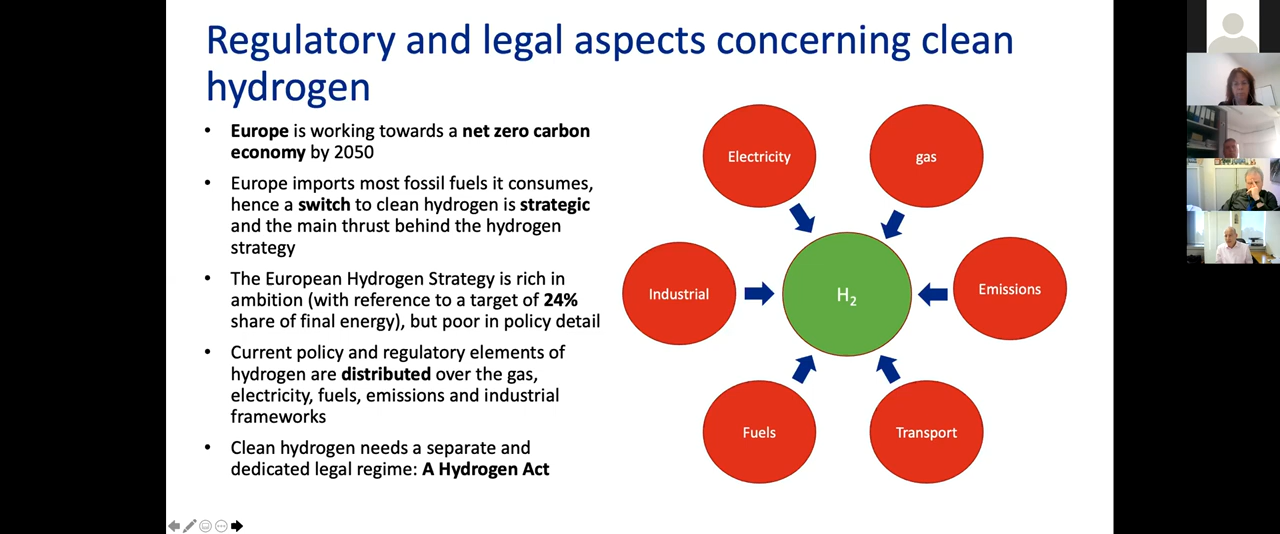 Regulatory and legal aspects concerning clean
hydrogen
• Europe is working towards a net zero carbon
economy by 2050
• Europe imports most fossil fuels it consumes,
hence a switch to clean hydrogen is strategic
and the main thrust behind the hydrogen
strategy
• The European Hydrogen Strategy is rich in
ambition (with reference to a target of 24%
share of final energy), but poor in policy detail
• Current policy and regulatory elements of
hydrogen are distributed over the gas,
electricity, fuels, emissions and industrial
frameworks
• Clean hydrogen needs a separate and
dedicated legal regime: A Hydrogen Act
Electricity
gas
Industrial
H₂
Emissions
Fuels
Transport